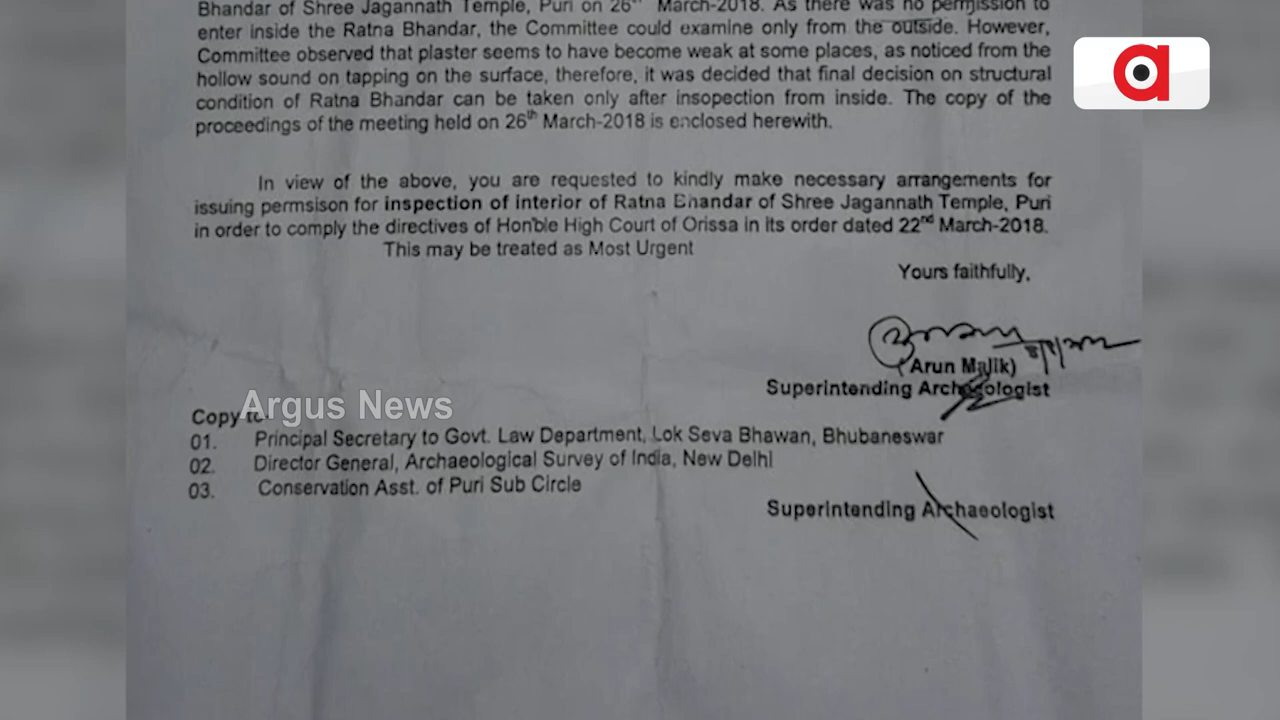 Bhandar of Shree Jagannath Temple, Puri on 26th March-2018. As there was no permission to
enter inside the Ratna Bhandar, the Committee could examine only from the outside. However,
Committee observed that plaster seems to have become weak at some places, as noticed from the
hollow sound on tapping on the surface, therefore, it was decided that final decision on structural
condition of Ratna Bhandar can be taken only after insopection from inside. The copy of the
proceedings of the meeting held on 26th March-2018 is enclosed herewith.
In view of the above, you are requested to kindly make necessary arrangements for
issuing permsison for inspection of interior of Ratna Bhandar of Shree Jagannath Temple, Puri
in order to comply the directives of Hon'ble High Court of Orissa in its order dated 22nd March-2018.
This may be treated as Most Urgent
Yours faithfully,
(Arun Malik)
Superintending Archaeologist
Argus News
Copy to
01. Principal Secretary to Govt. Law Department, Lok Seva Bhawan, Bhubaneswar
02. Director General, Archaeological Survey of India, New Delhi
03. Conservation Asst. of Puri Sub Circle
Superintending Archaeologist